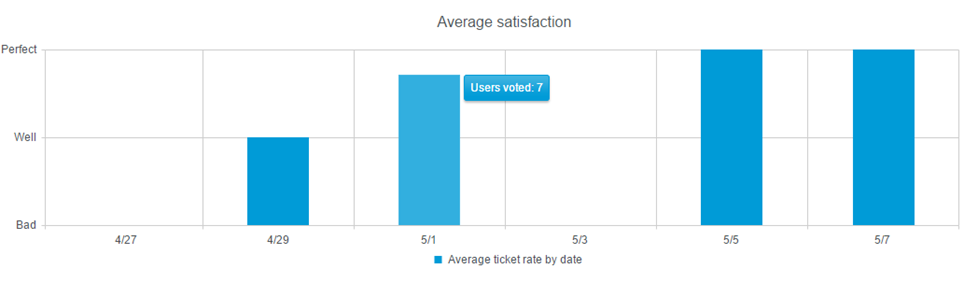 Average satisfaction
Perfect
Users voted: 7
Well
Bad
4/27 4/29 5/1 5/3 5/5 5/7
Average ticket rate by date